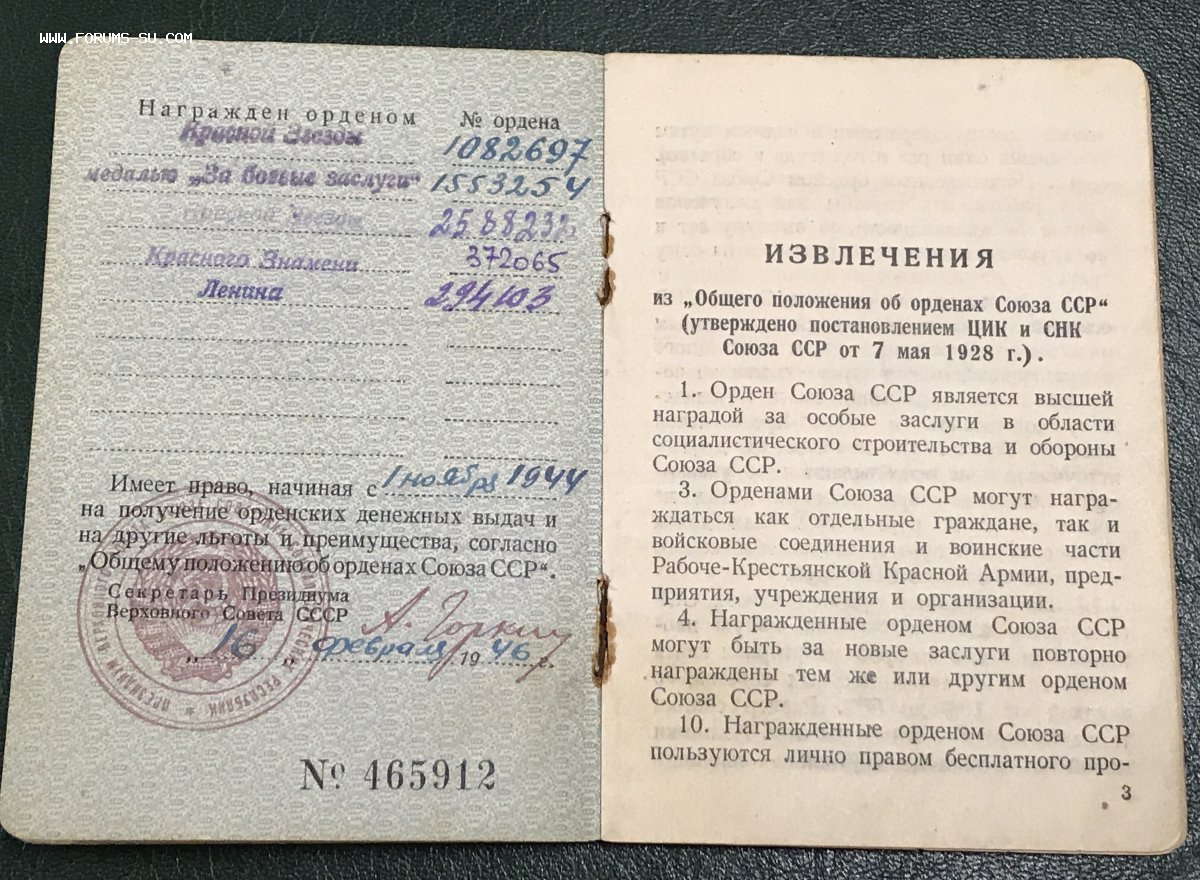 www.forums-su.com
Награжден орденом № ордена
Красной Звезды 1082697
медалью „За боевые заслуги“ 1553254
Красной Звезды 2588232
Красного Знамени 372065
Ленина 294103
Имеет право, начиная с 1 ноября 1944
на получение орденских денежных выдач и
на другие льготы и преимущества, согласно
„Общему положению об орденах Союза ССР“.
Секретарь Президиума
Верховного Совета СССР
А. Горкин
„16„ февраля 1946 г.
№ 465912
ИЗВЛЕЧЕНИЯ
из „Общего положения об орденах Союза ССР“
(утверждено постановлением ЦИК и СНК
Союза ССР от 7 мая 1928 г.).
1. Орден Союза ССР является высшей
наградой за особые заслуги в области
социалистического строительства и обороны
Союза ССР.
3. Орденами Союза ССР могут награ-
ждаться как отдельные граждане, так и
войсковые соединения и воинские части
Рабоче-Крестьянской Красной Армии, пред-
приятия, учреждения и организации.
4. Награжденные орденом Союза ССР
могут быть за новые заслуги повторно
награждены тем же или другим орденом
Союза ССР.
10. Награжденные орденом Союза ССР
пользуются лично правом бесплатного про-
3